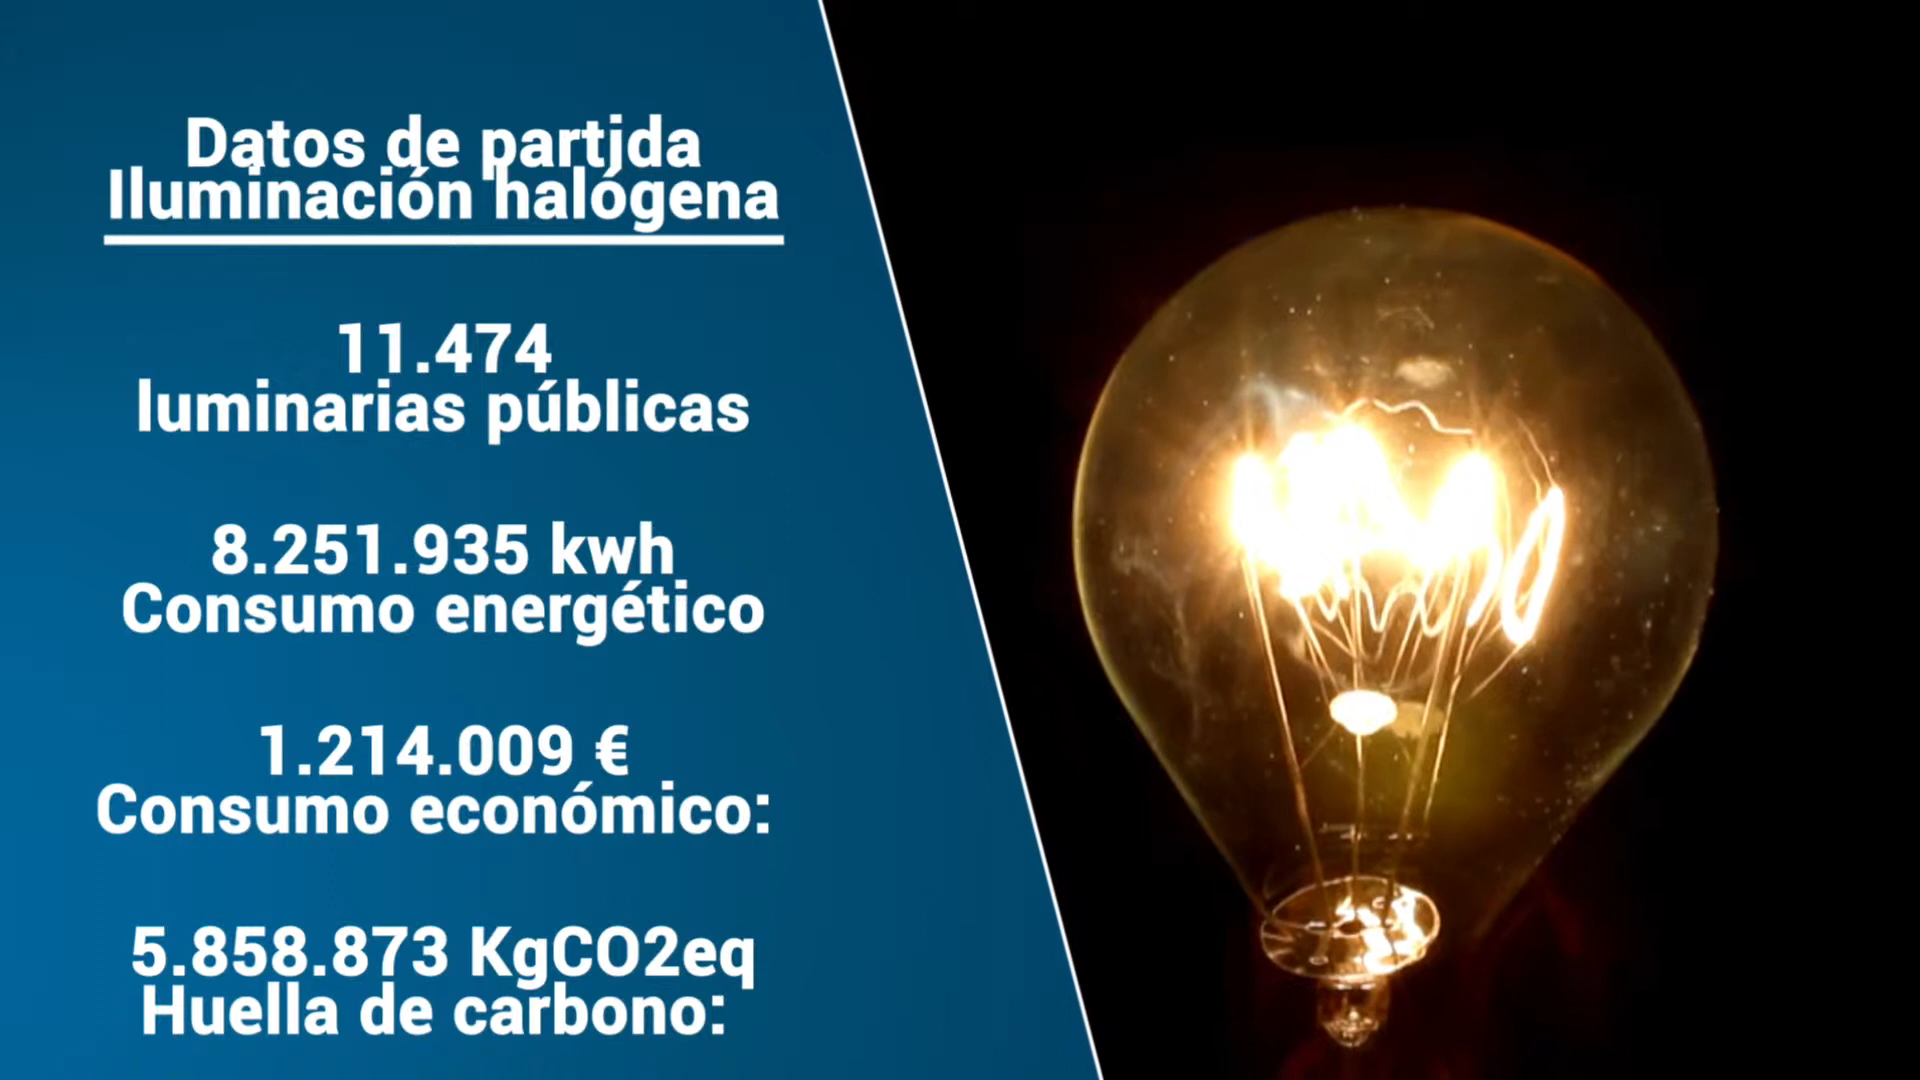 Datos de partida
Iluminación halógena
11.474
luminarias públicas
8.251.935 kwh
Consumo energético
1.214.009 €
Consumo económico:
5.858.873 KgCO2eq
Huella de carbono: